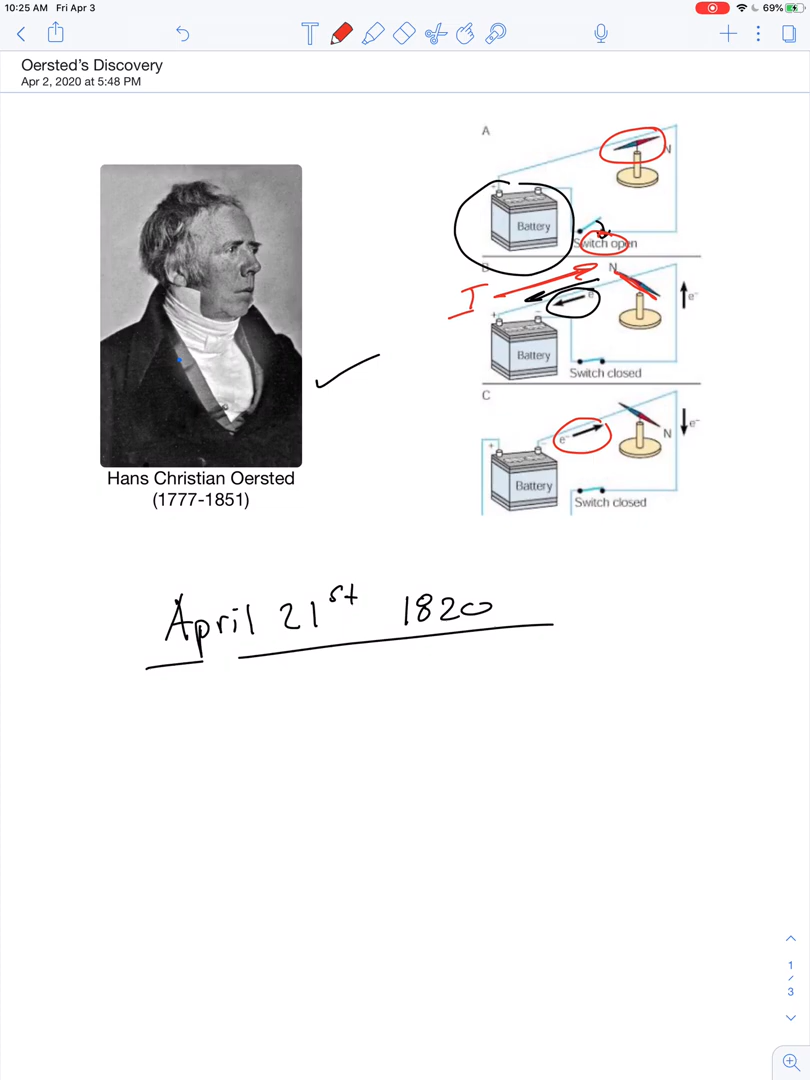 10:25 AM Fri Apr 3
69%
T
Oersted's Discovery
Apr 2, 2020 at 5:48 PM
Hans Christian Oersted
(1777-1851)
A
N
Battery
Switch open
B
N
I
e
e⁻
+
−
Battery
Switch closed
C
e⁻
N
e⁻
+
−
Battery
Switch closed
April 21st 1820
1
/
3